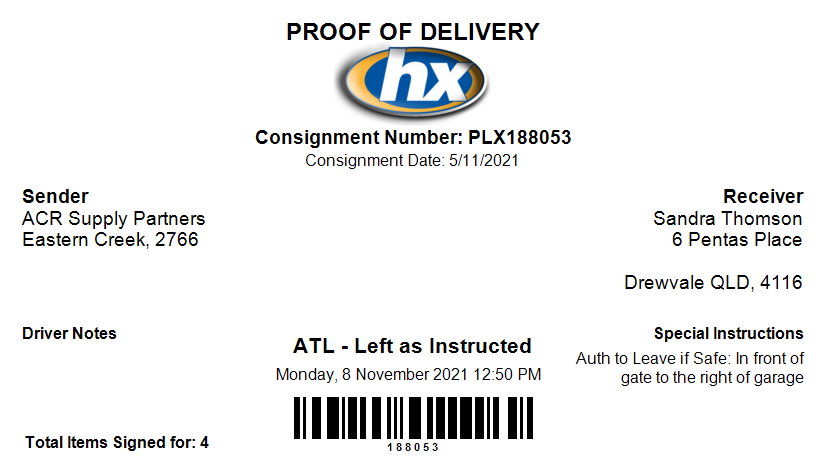 PROOF OF DELIVERY
hx
Consignment Number: PLX188053
Consignment Date: 5/11/2021
Sender
ACR Supply Partners
Eastern Creek, 2766
Receiver
Sandra Thomson
6 Pentas Place
Drewvale QLD, 4116
Driver Notes
ATL - Left as Instructed
Monday, 8 November 2021 12:50 PM
188053
Special Instructions
Auth to Leave if Safe: In front of
gate to the right of garage
Total Items Signed for: 4